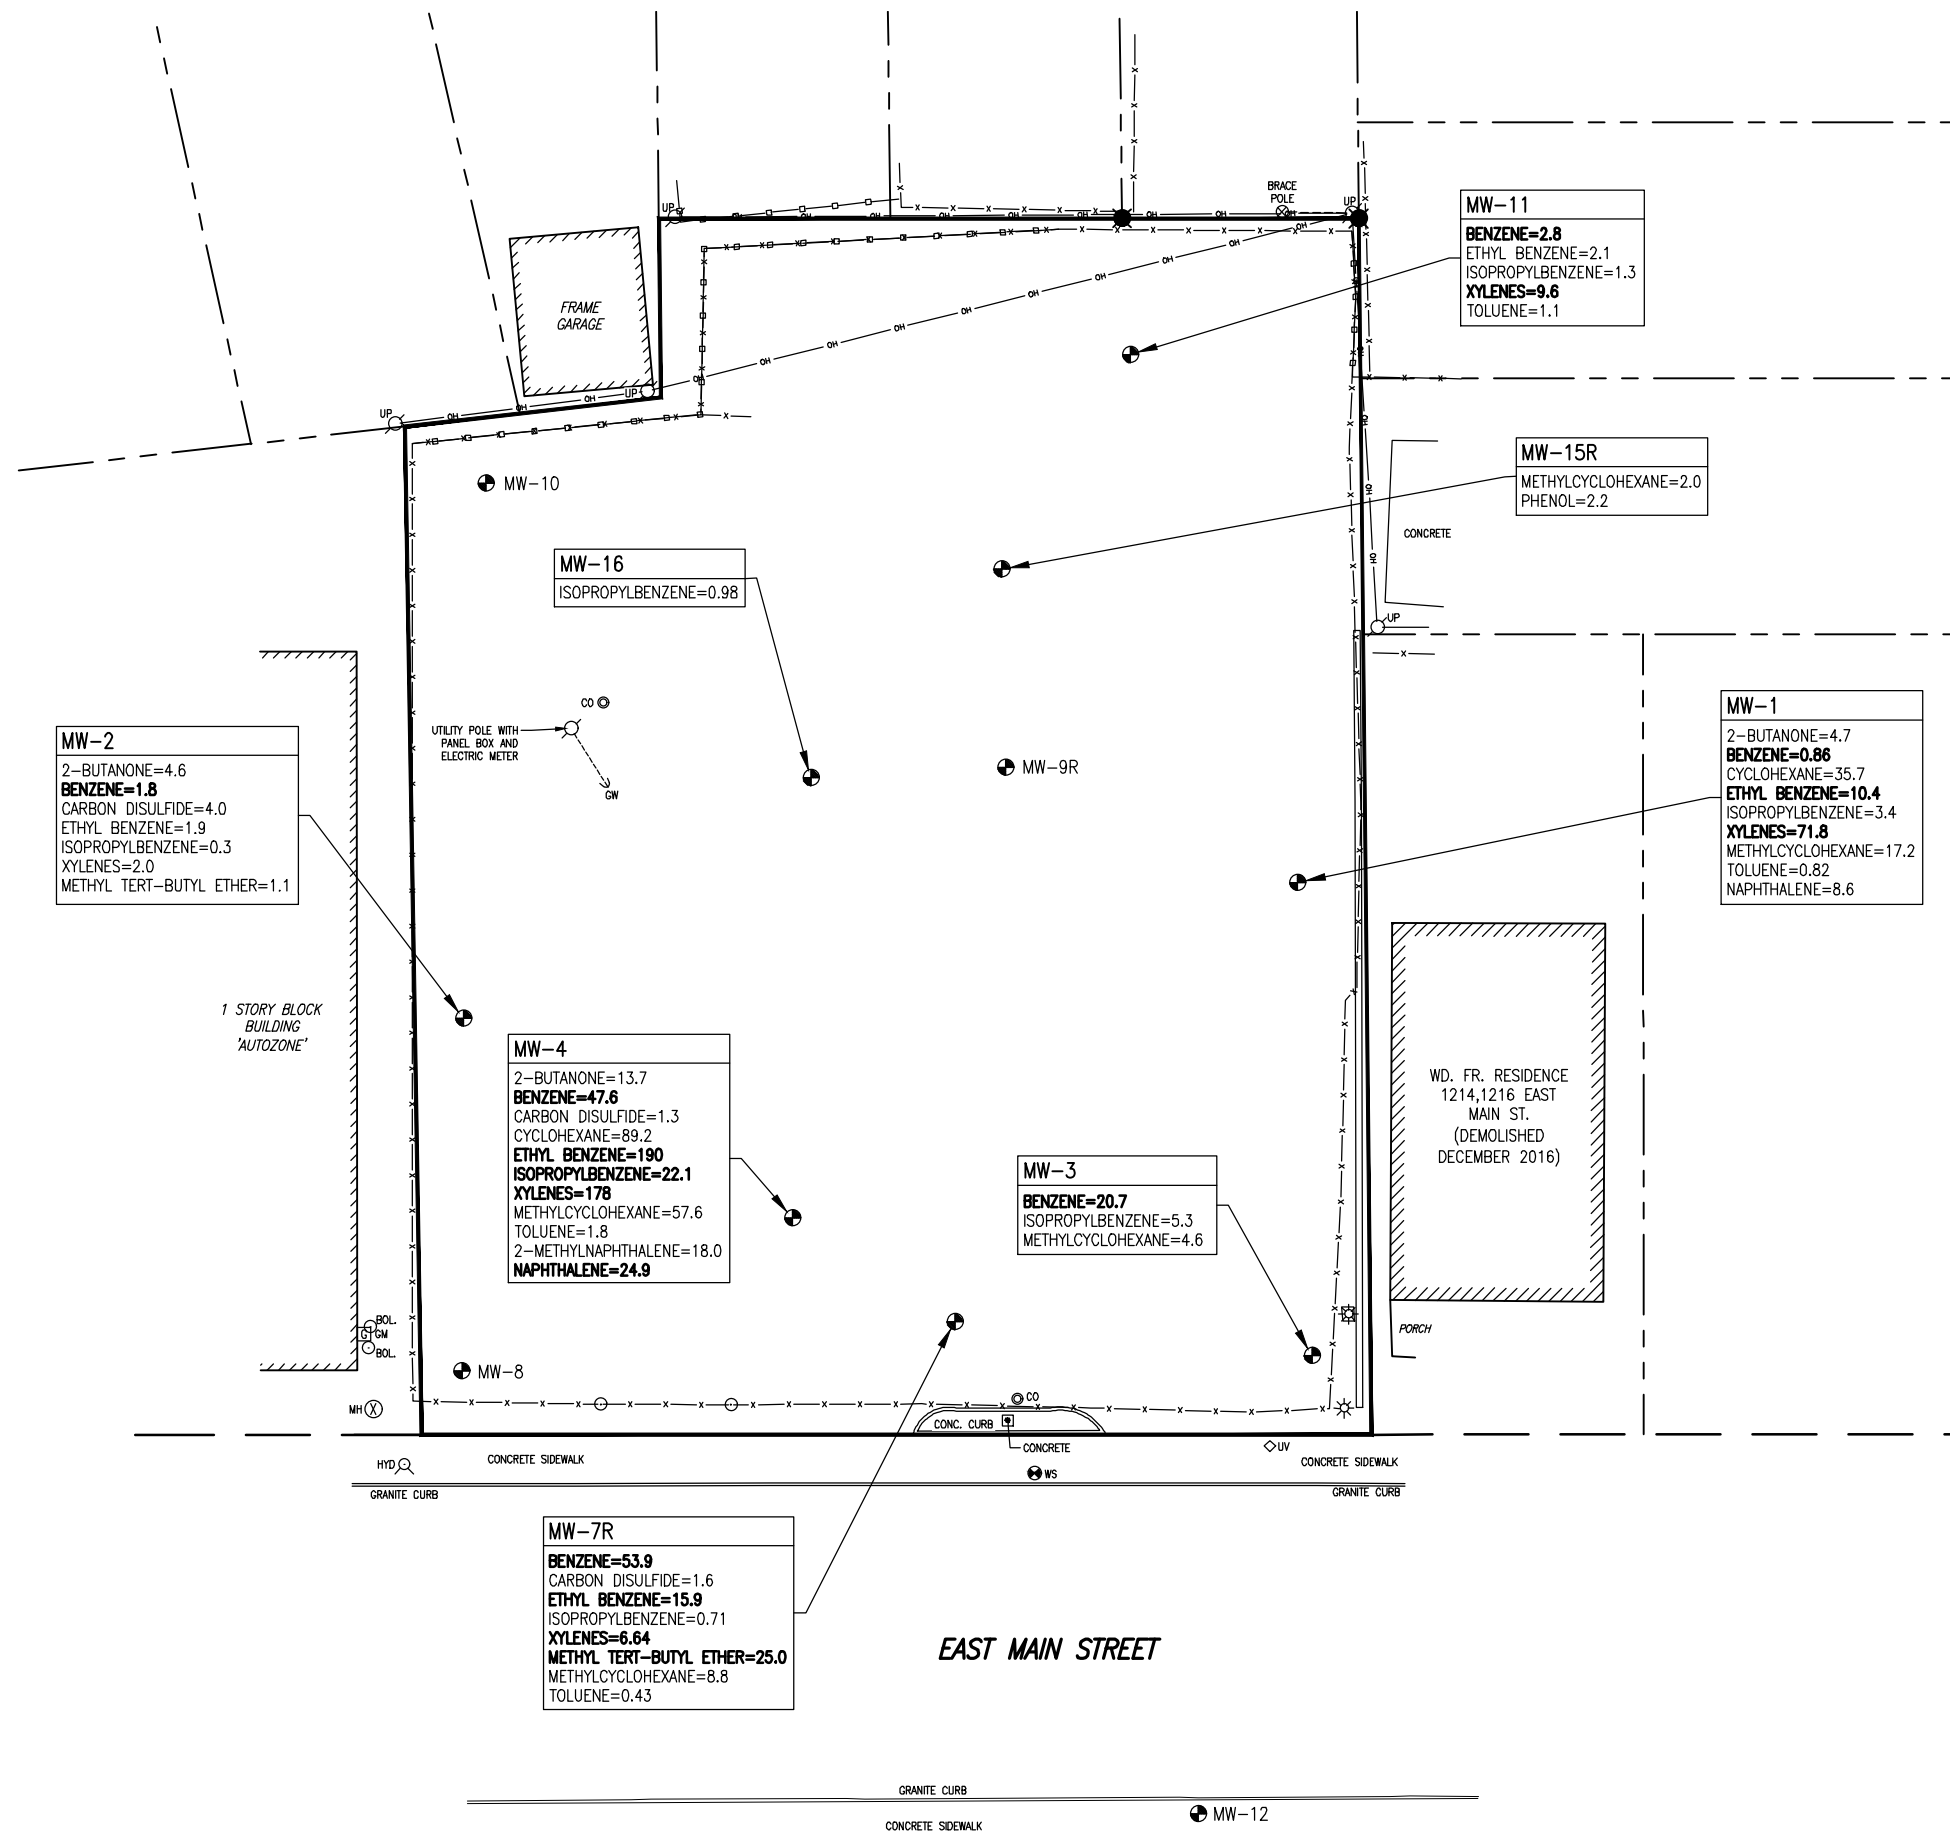 BRACE
POLE
UP
UP
MW-11
BENZENE=2.8
ETHYL BENZENE=2.1
ISOPROPYLBENZENE=1.3
XYLENES=9.6
TOLUENE=1.1
FRAME
GARAGE
UP
UP
MW-10
MW-15R
METHYLCYCLOHEXANE=2.0
PHENOL=2.2
CONCRETE
MW-16
ISOPROPYLBENZENE=0.98
UP
CO
UTILITY POLE WITH
PANEL BOX AND
ELECTRIC METER
GW
MW-9R
MW-2
2-BUTANONE=4.6
BENZENE=1.8
CARBON DISULFIDE=4.0
ETHYL BENZENE=1.9
ISOPROPYLBENZENE=0.3
XYLENES=2.0
METHYL TERT-BUTYL ETHER=1.1
MW-1
2-BUTANONE=4.7
BENZENE=0.86
CYCLOHEXANE=35.7
ETHYL BENZENE=10.4
ISOPROPYLBENZENE=3.4
XYLENES=71.8
METHYLCYCLOHEXANE=17.2
TOLUENE=0.82
NAPHTHALENE=8.6
1 STORY BLOCK
BUILDING
'AUTOZONE'
MW-4
2-BUTANONE=13.7
BENZENE=47.6
CARBON DISULFIDE=1.3
CYCLOHEXANE=89.2
ETHYL BENZENE=190
ISOPROPYLBENZENE=22.1
XYLENES=178
METHYLCYCLOHEXANE=57.6
TOLUENE=1.8
2-METHYLNAPHTHALENE=18.0
NAPHTHALENE=24.9
WD. FR. RESIDENCE
1214,1216 EAST
MAIN ST.
(DEMOLISHED
DECEMBER 2016)
MW-3
BENZENE=20.7
ISOPROPYLBENZENE=5.3
METHYLCYCLOHEXANE=4.6
PORCH
BOL.
G GM
BOL.
MW-8
MH
CO
CONC. CURB
CONCRETE
UV
CONCRETE SIDEWALK
CONCRETE SIDEWALK
HYD
WS
GRANITE CURB
GRANITE CURB
MW-7R
BENZENE=53.9
CARBON DISULFIDE=1.6
ETHYL BENZENE=15.9
ISOPROPYLBENZENE=0.71
XYLENES=6.64
METHYL TERT-BUTYL ETHER=25.0
METHYLCYCLOHEXANE=8.8
TOLUENE=0.43
EAST MAIN STREET
GRANITE CURB
MW-12
CONCRETE SIDEWALK